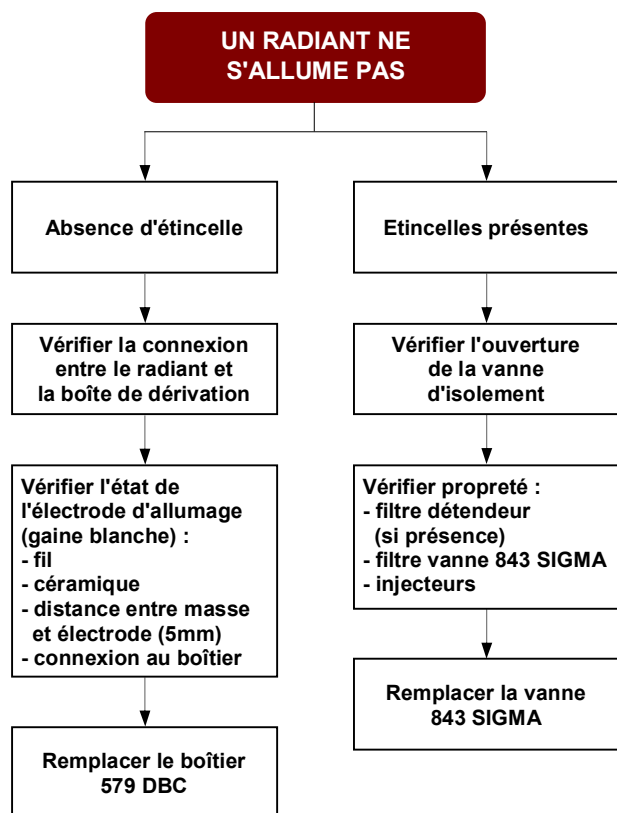 UN RADIANT NE
S'ALLUME PAS
Absence d'étincelle
Etincelles présentes
Vérifier la connexion
entre le radiant et
la boîte de dérivation
Vérifier l'ouverture
de la vanne
d'isolement
Vérifier l'état de
l'électrode d'allumage
(gaine blanche) :
- fil
- céramique
- distance entre masse
et électrode (5mm)
- connexion au boîtier
Vérifier propreté :
- filtre détendeur
(si présence)
- filtre vanne 843 SIGMA
- injecteurs
Remplacer la vanne
843 SIGMA
Remplacer le boîtier
579 DBC